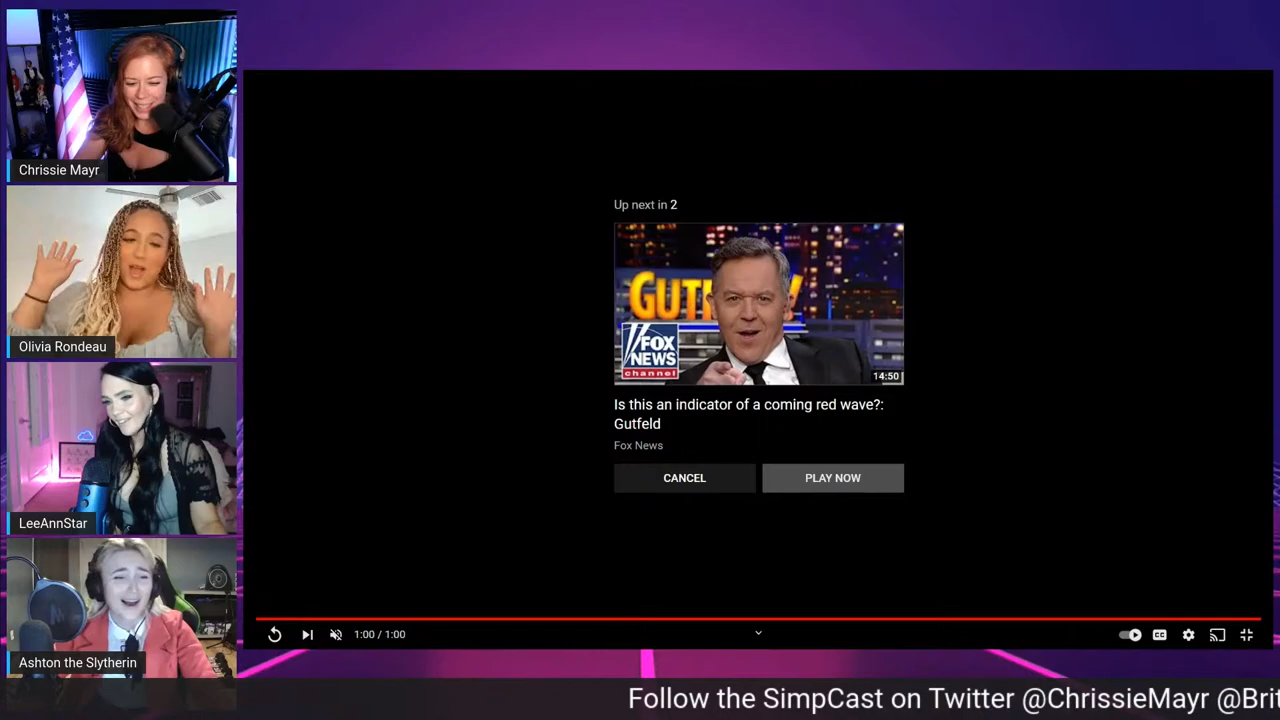 Chrissie Mayr
Olivia Rondeau
LeeAnnStar
Ashton the Slytherin
Up next in 2
FOX
NEWS
channel
14:50
Is this an indicator of a coming red wave?:
Gutfeld
Fox News
CANCEL
PLAY NOW
1:00 / 1:00
CC
Follow the SimpCast on Twitter @ChrissieMayr @Brit